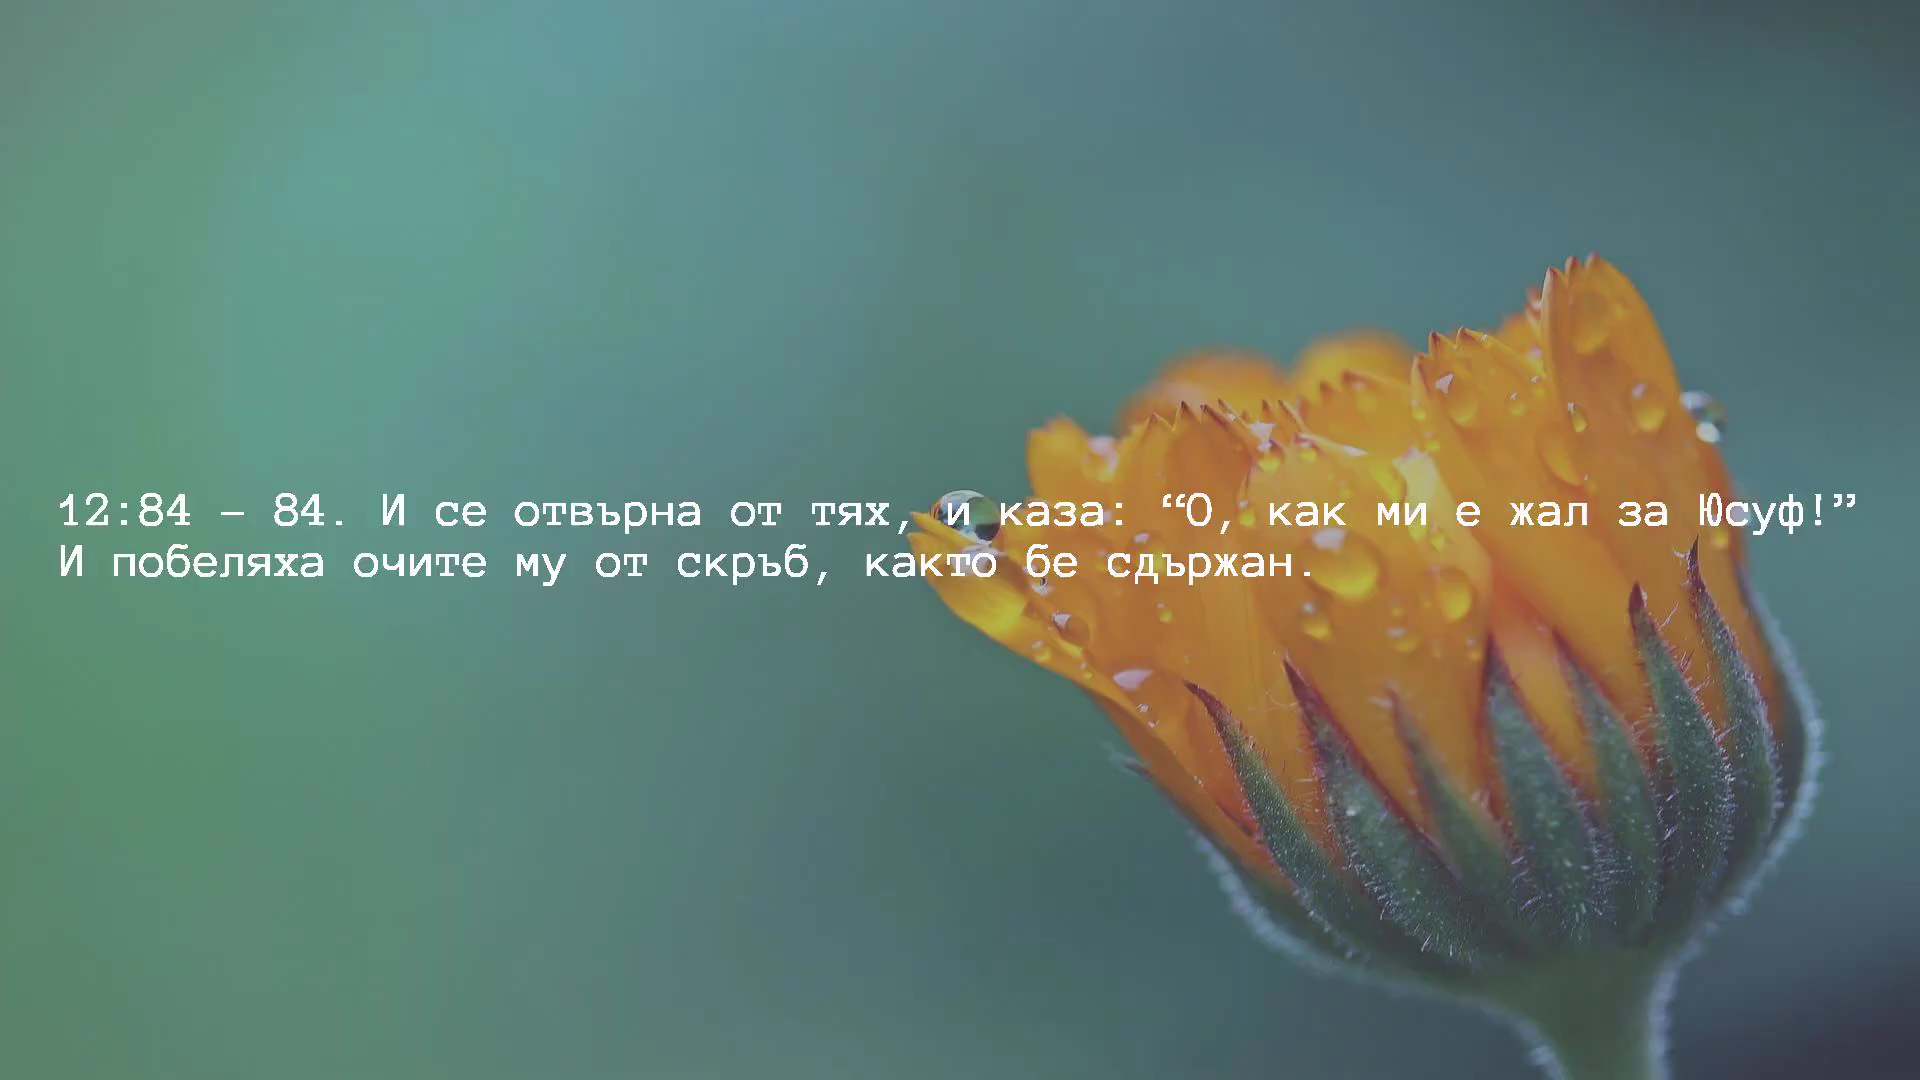 12:84 – 84. И се отвърна от тях, и каза: “О, как ми е жал за Юсуф!”
И побеляха очите му от скръб, както бе сдържан.